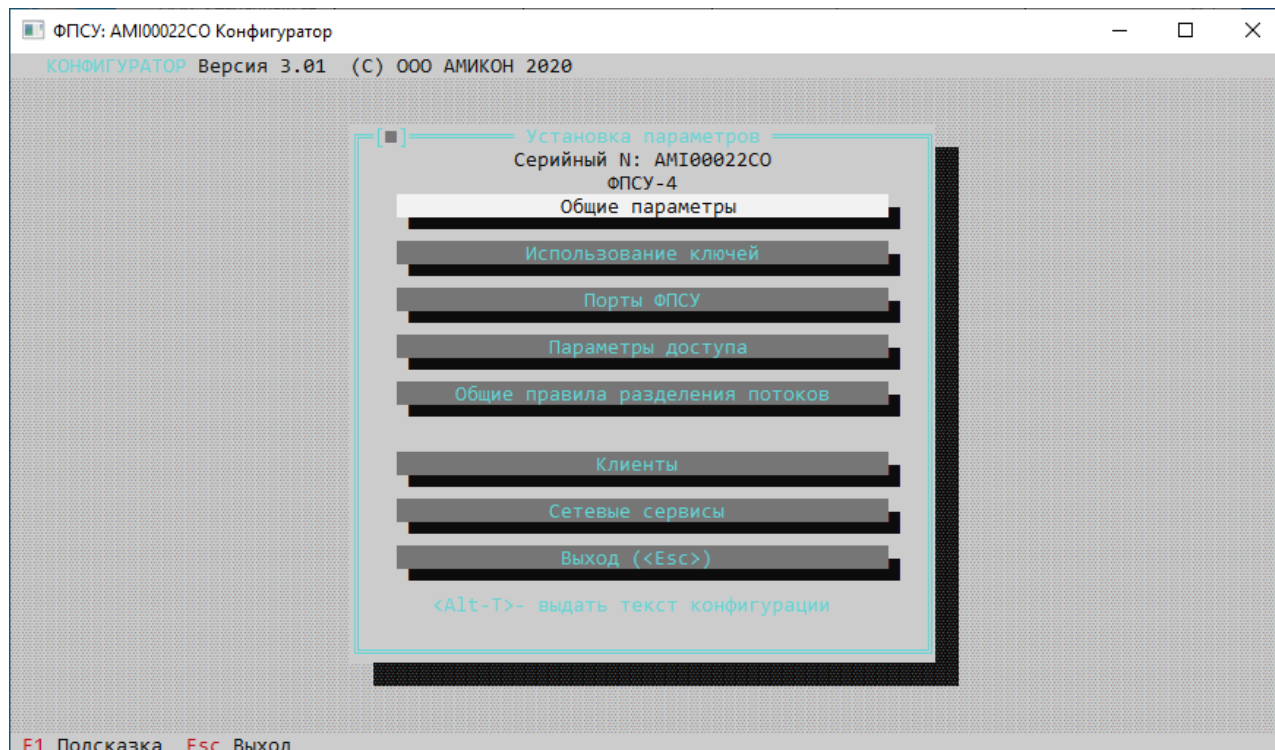 ФПСУ: AMI00022CO Конфигуратор
КОНФИГУРАТОР Версия 3.01 (C) ООО АМИКОН 2020
Установка параметров
Серийный N: AMI00022CO
ФПСУ-4
Общие параметры
Использование ключей
Порты ФПСУ
Параметры доступа
Общие правила разделения потоков
Клиенты
Сетевые сервисы
Выход (<Esc>)
<Alt-T>- выдать текст конфигурации
F1 Подсказка Esc Выход